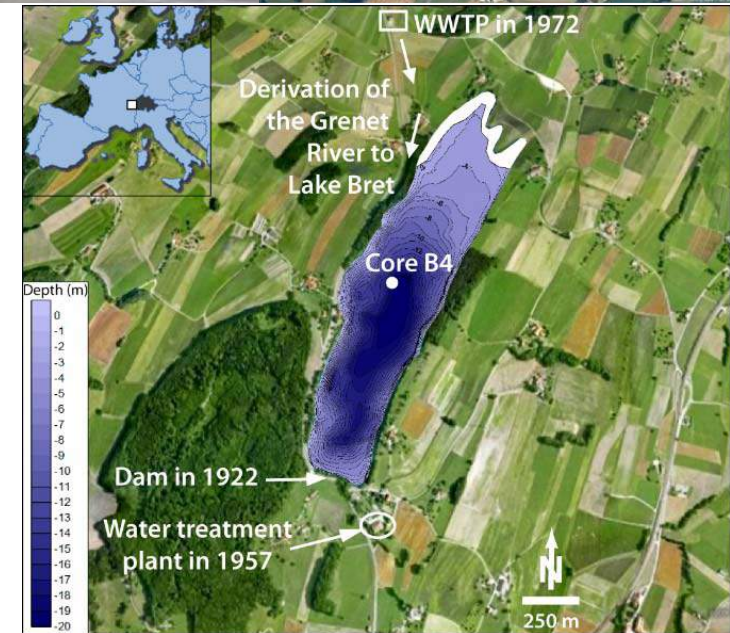 WWTP in 1972
Derivation of
the Grenet
River to
Lake Bret
Core B4
Depth (m)
0
-1
-2
-3
-4
-5
-6
-7
-8
-9
-10
-11
-12
-13
-14
-15
-16
-17
-18
-19
-20
Dam in 1922
Water treatment
plant in 1957
N
250 m